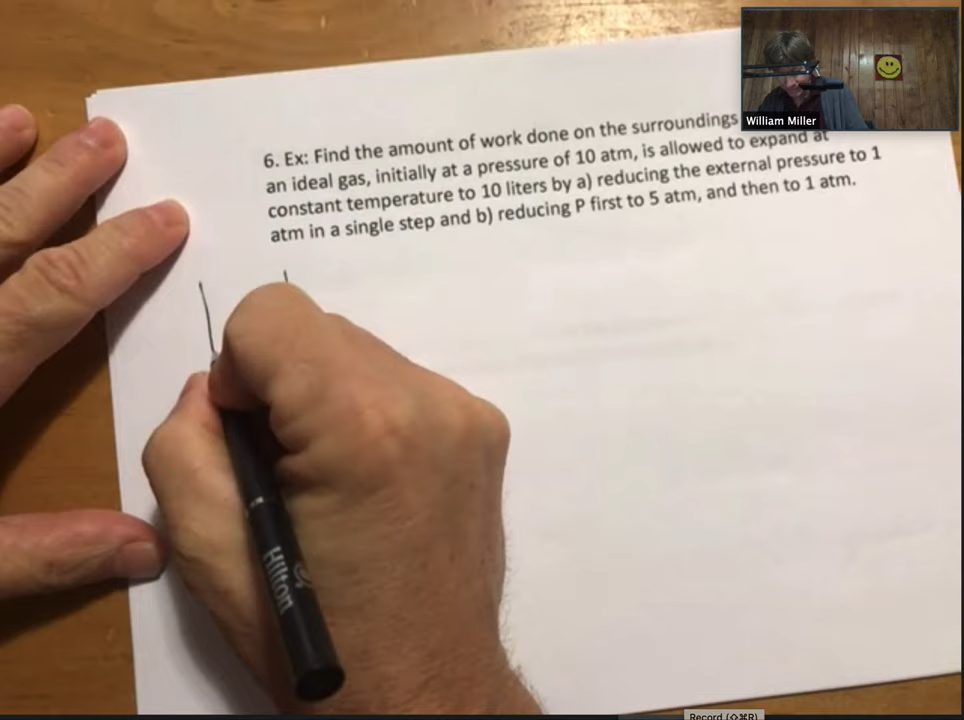 6. Ex: Find the amount of work done on the surroundings
an ideal gas, initially at a pressure of 10 atm, is allowed to expand at
constant temperature to 10 liters by a) reducing the external pressure to 1
atm in a single step and b) reducing P first to 5 atm, and then to 1 atm.
William Miller
Hilton
Record (⇧⌘R)